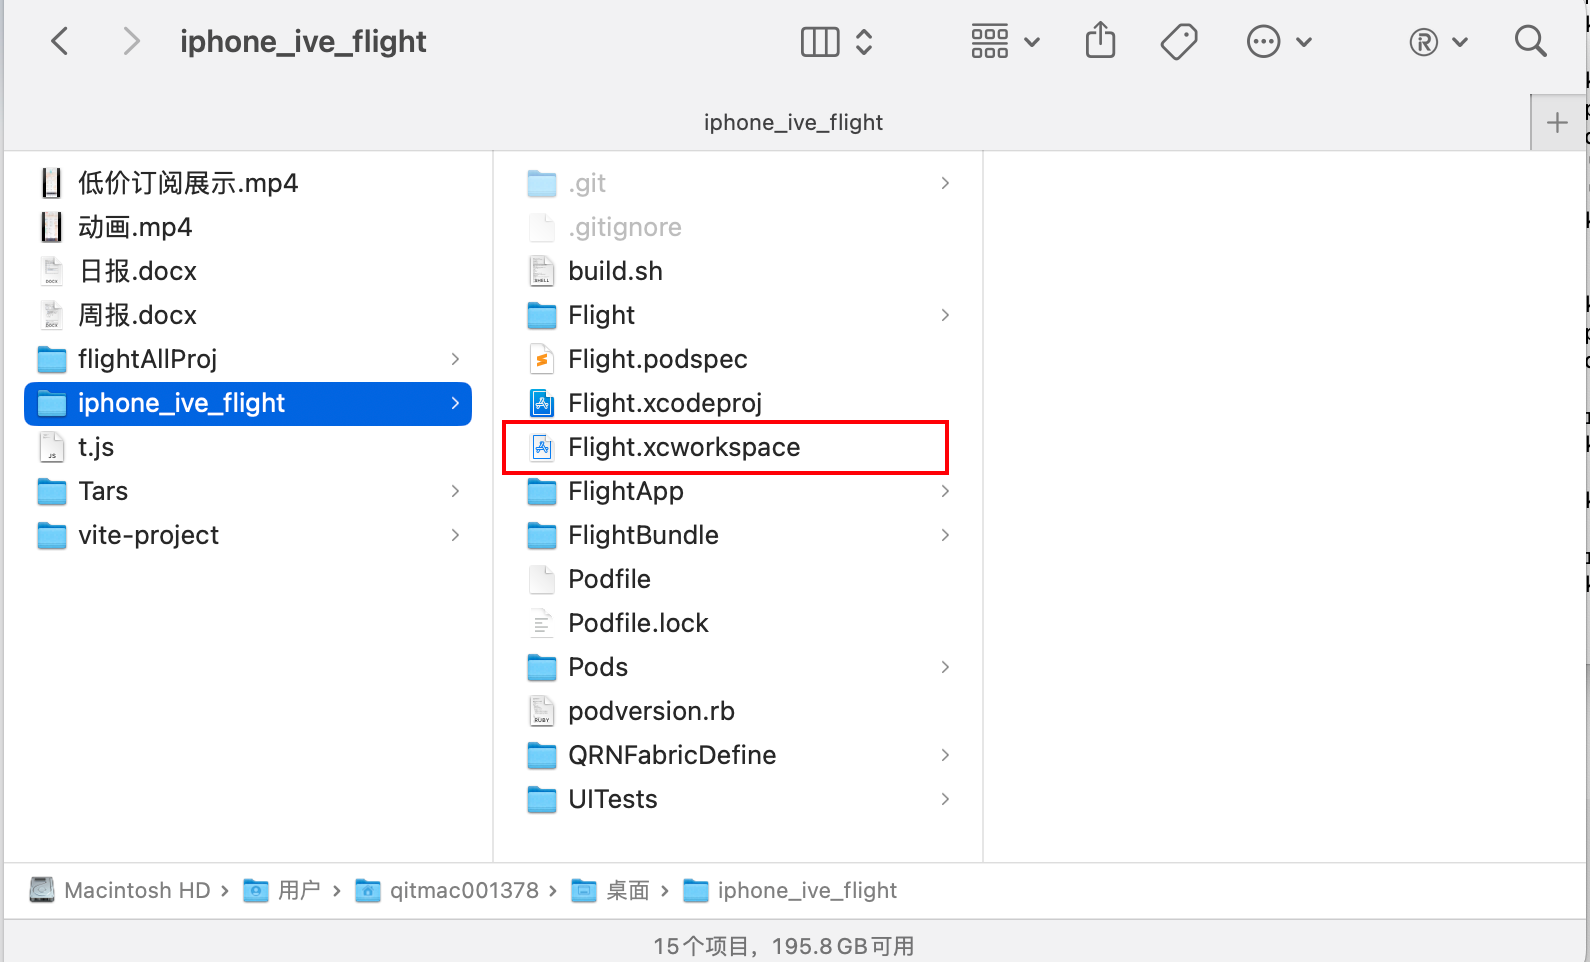 iphone_ive_flight
iphone_ive_flight
低价订阅展示.mp4
动画.mp4
日报.docx
周报.docx
flightAllProj
iphone_ive_flight
t.js
Tars
vite-project
.git
.gitignore
build.sh
Flight
Flight.podspec
Flight.xcodeproj
Flight.xcworkspace
FlightApp
FlightBundle
Podfile
Podfile.lock
Pods
podversion.rb
QRNFabricDefine
UITests
Macintosh HD › 用户 › qitmac001378 › 桌面 › iphone_ive_flight
15个项目，195.8 GB可用